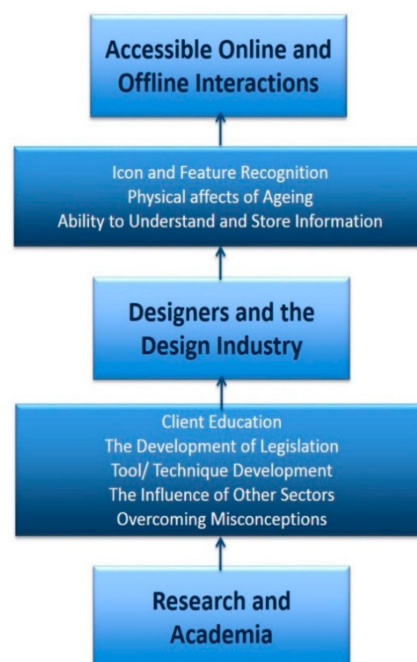 Accessible Online and
Offline Interactions
Icon and Feature Recognition
Physical affects of Ageing
Ability to Understand and Store Information
Designers and the
Design Industry
Client Education
The Development of Legislation
Tool/ Technique Development
The Influence of Other Sectors
Overcoming Misconceptions
Research and
Academia